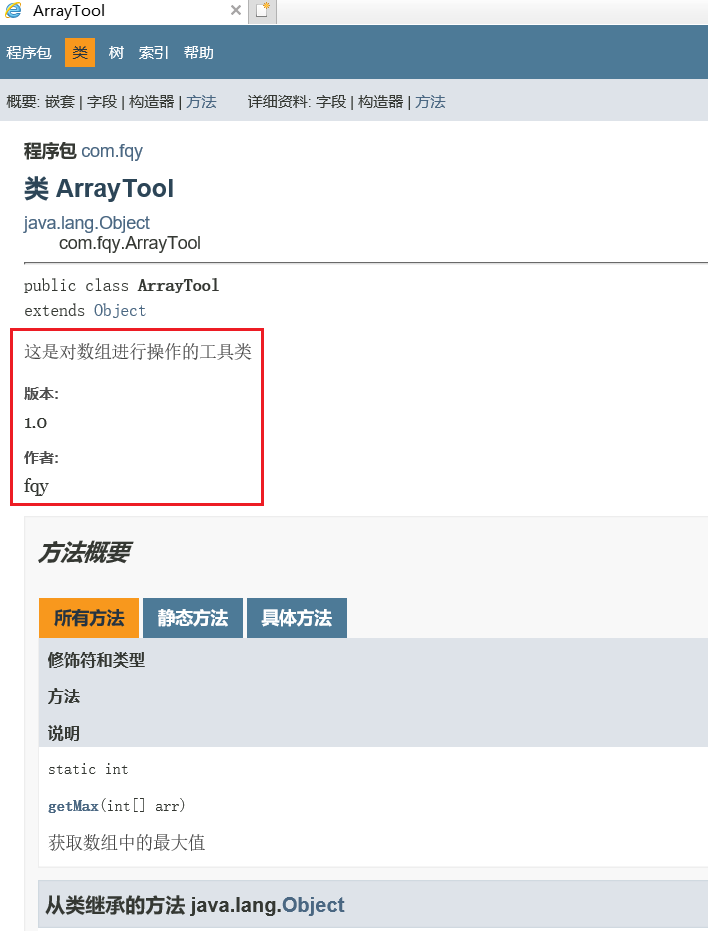 ArrayTool
程序包 类 树 索引 帮助
概要: 嵌套 | 字段 | 构造器 | 方法 详细资料: 字段 | 构造器 | 方法
程序包 com.fqy
类 ArrayTool
java.lang.Object
com.fqy.ArrayTool
public class ArrayTool
extends Object
这是对数组进行操作的工具类
版本:
1.0
作者:
fqy
方法概要
所有方法 静态方法 具体方法
修饰符和类型
方法
说明
static int
getMax(int[] arr)
获取数组中的最大值
从类继承的方法 java.lang.Object